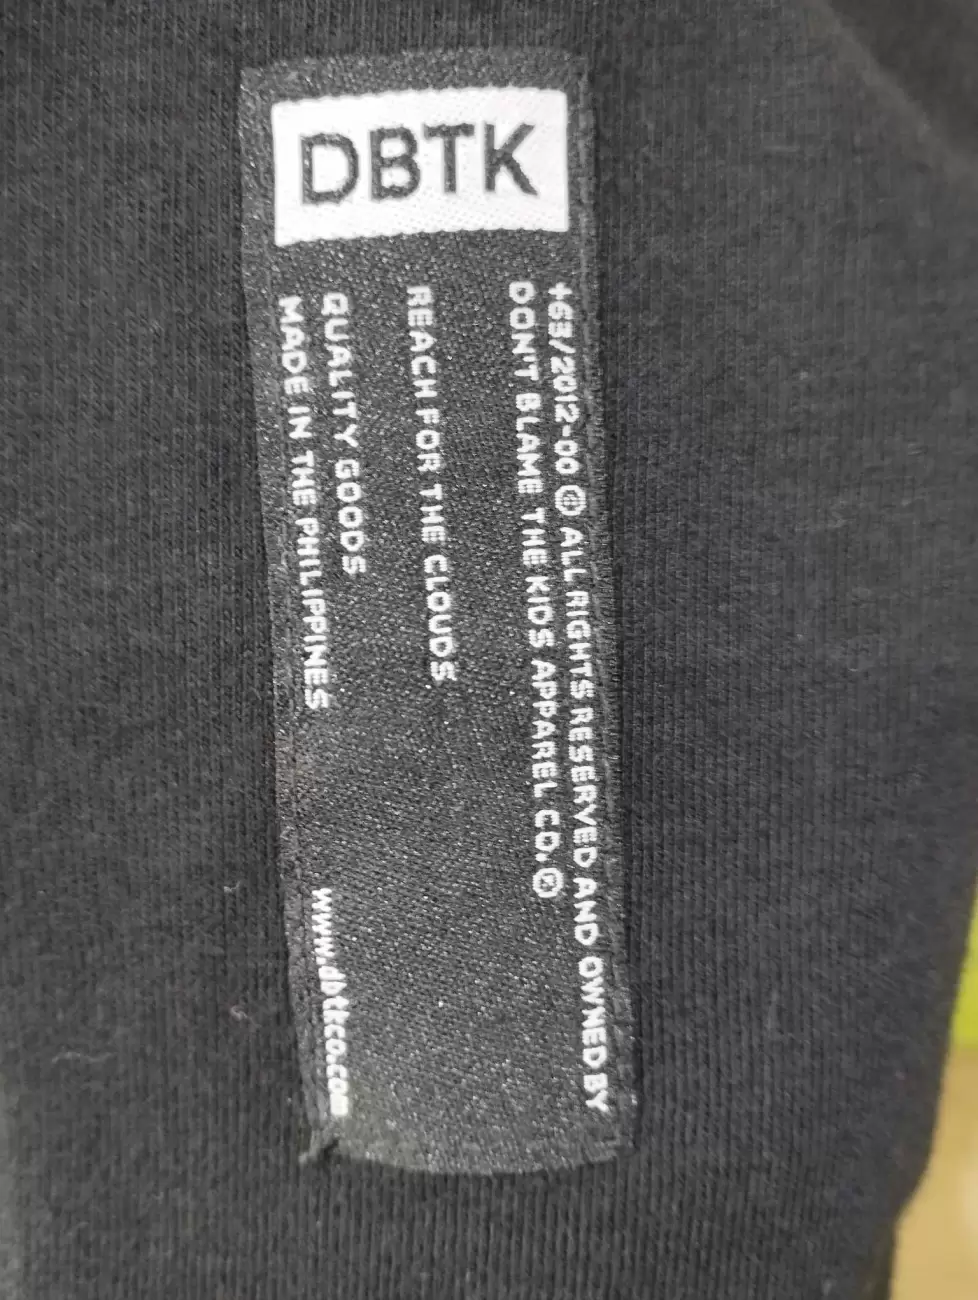 DBTK
+63/2012-00 © ALL RIGHTS RESERVED AND OWNED BY
DON'T BLAME THE KIDS APPAREL CO.®
REACH FOR THE CLOUDS
QUALITY GOODS
MADE IN THE PHILIPPINES
www.dbtkco.com